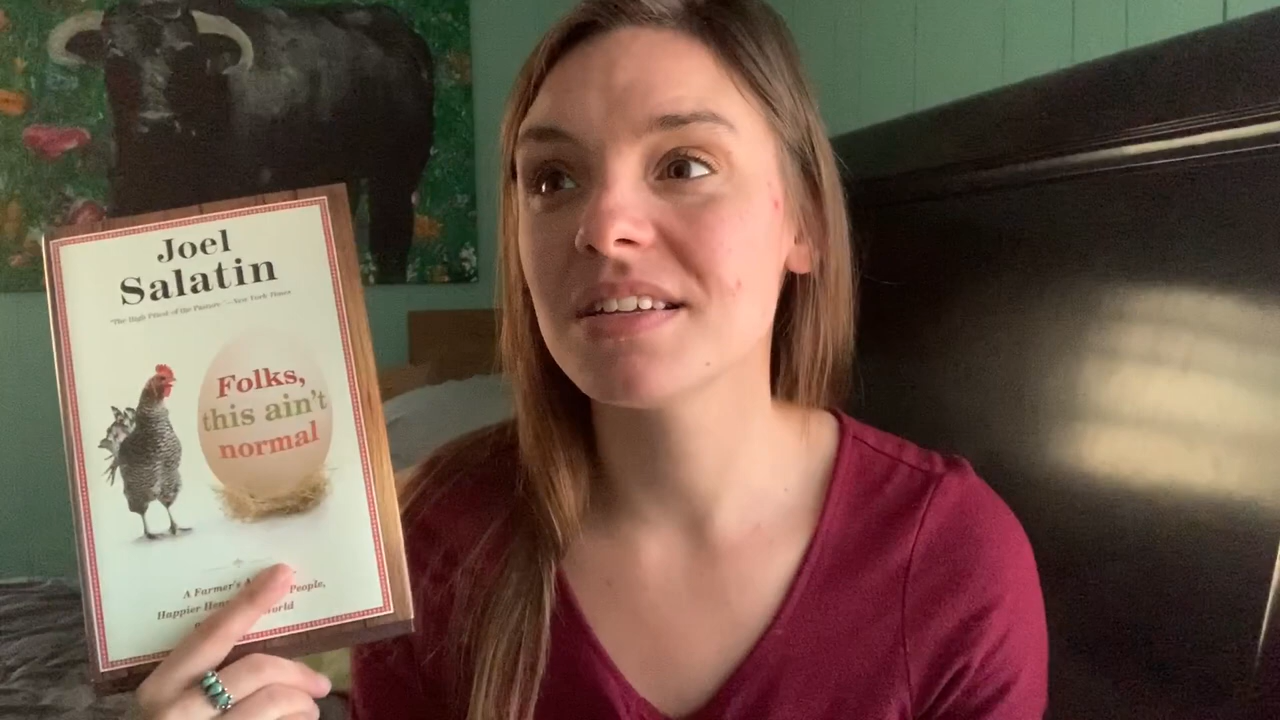 Joel
Salatin
"The High Priest of the Pasture."—New York Times
Folks,
this ain't
normal
A Farmer's A People,
Happier Hen World